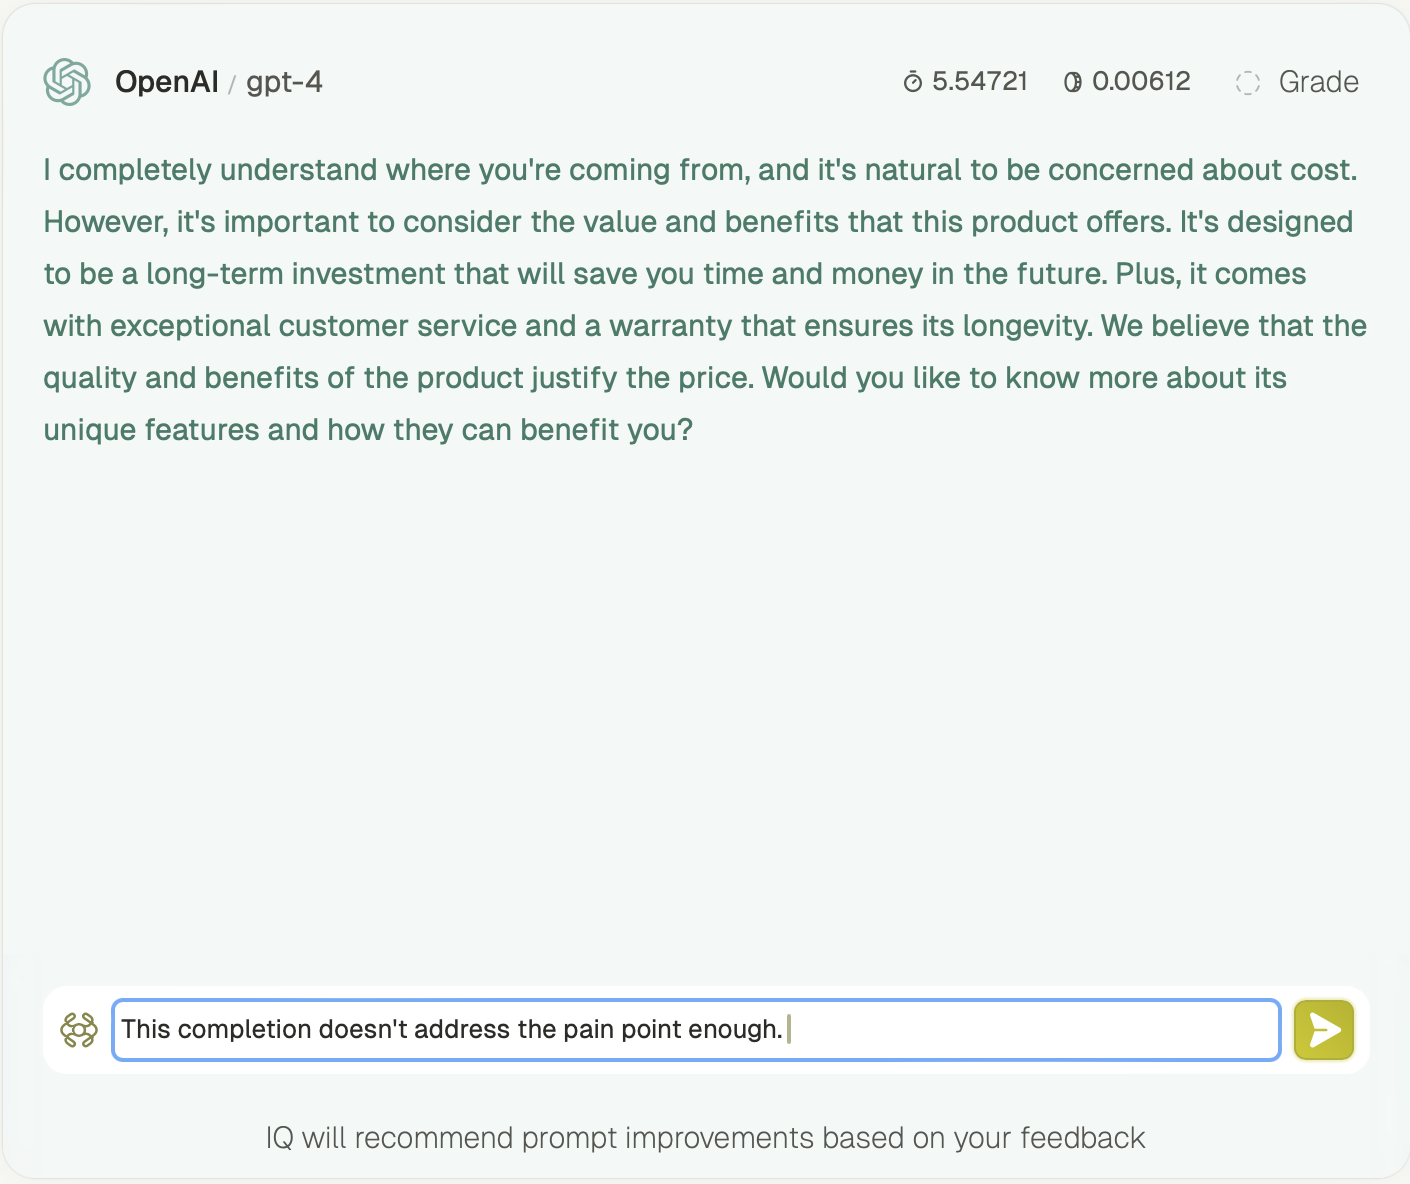 OpenAI / gpt-4 5.54721 0.00612 Grade
I completely understand where you're coming from, and it's natural to be concerned about cost.
However, it's important to consider the value and benefits that this product offers. It's designed
to be a long-term investment that will save you time and money in the future. Plus, it comes
with exceptional customer service and a warranty that ensures its longevity. We believe that the
quality and benefits of the product justify the price. Would you like to know more about its
unique features and how they can benefit you?
This completion doesn't address the pain point enough.
IQ will recommend prompt improvements based on your feedback